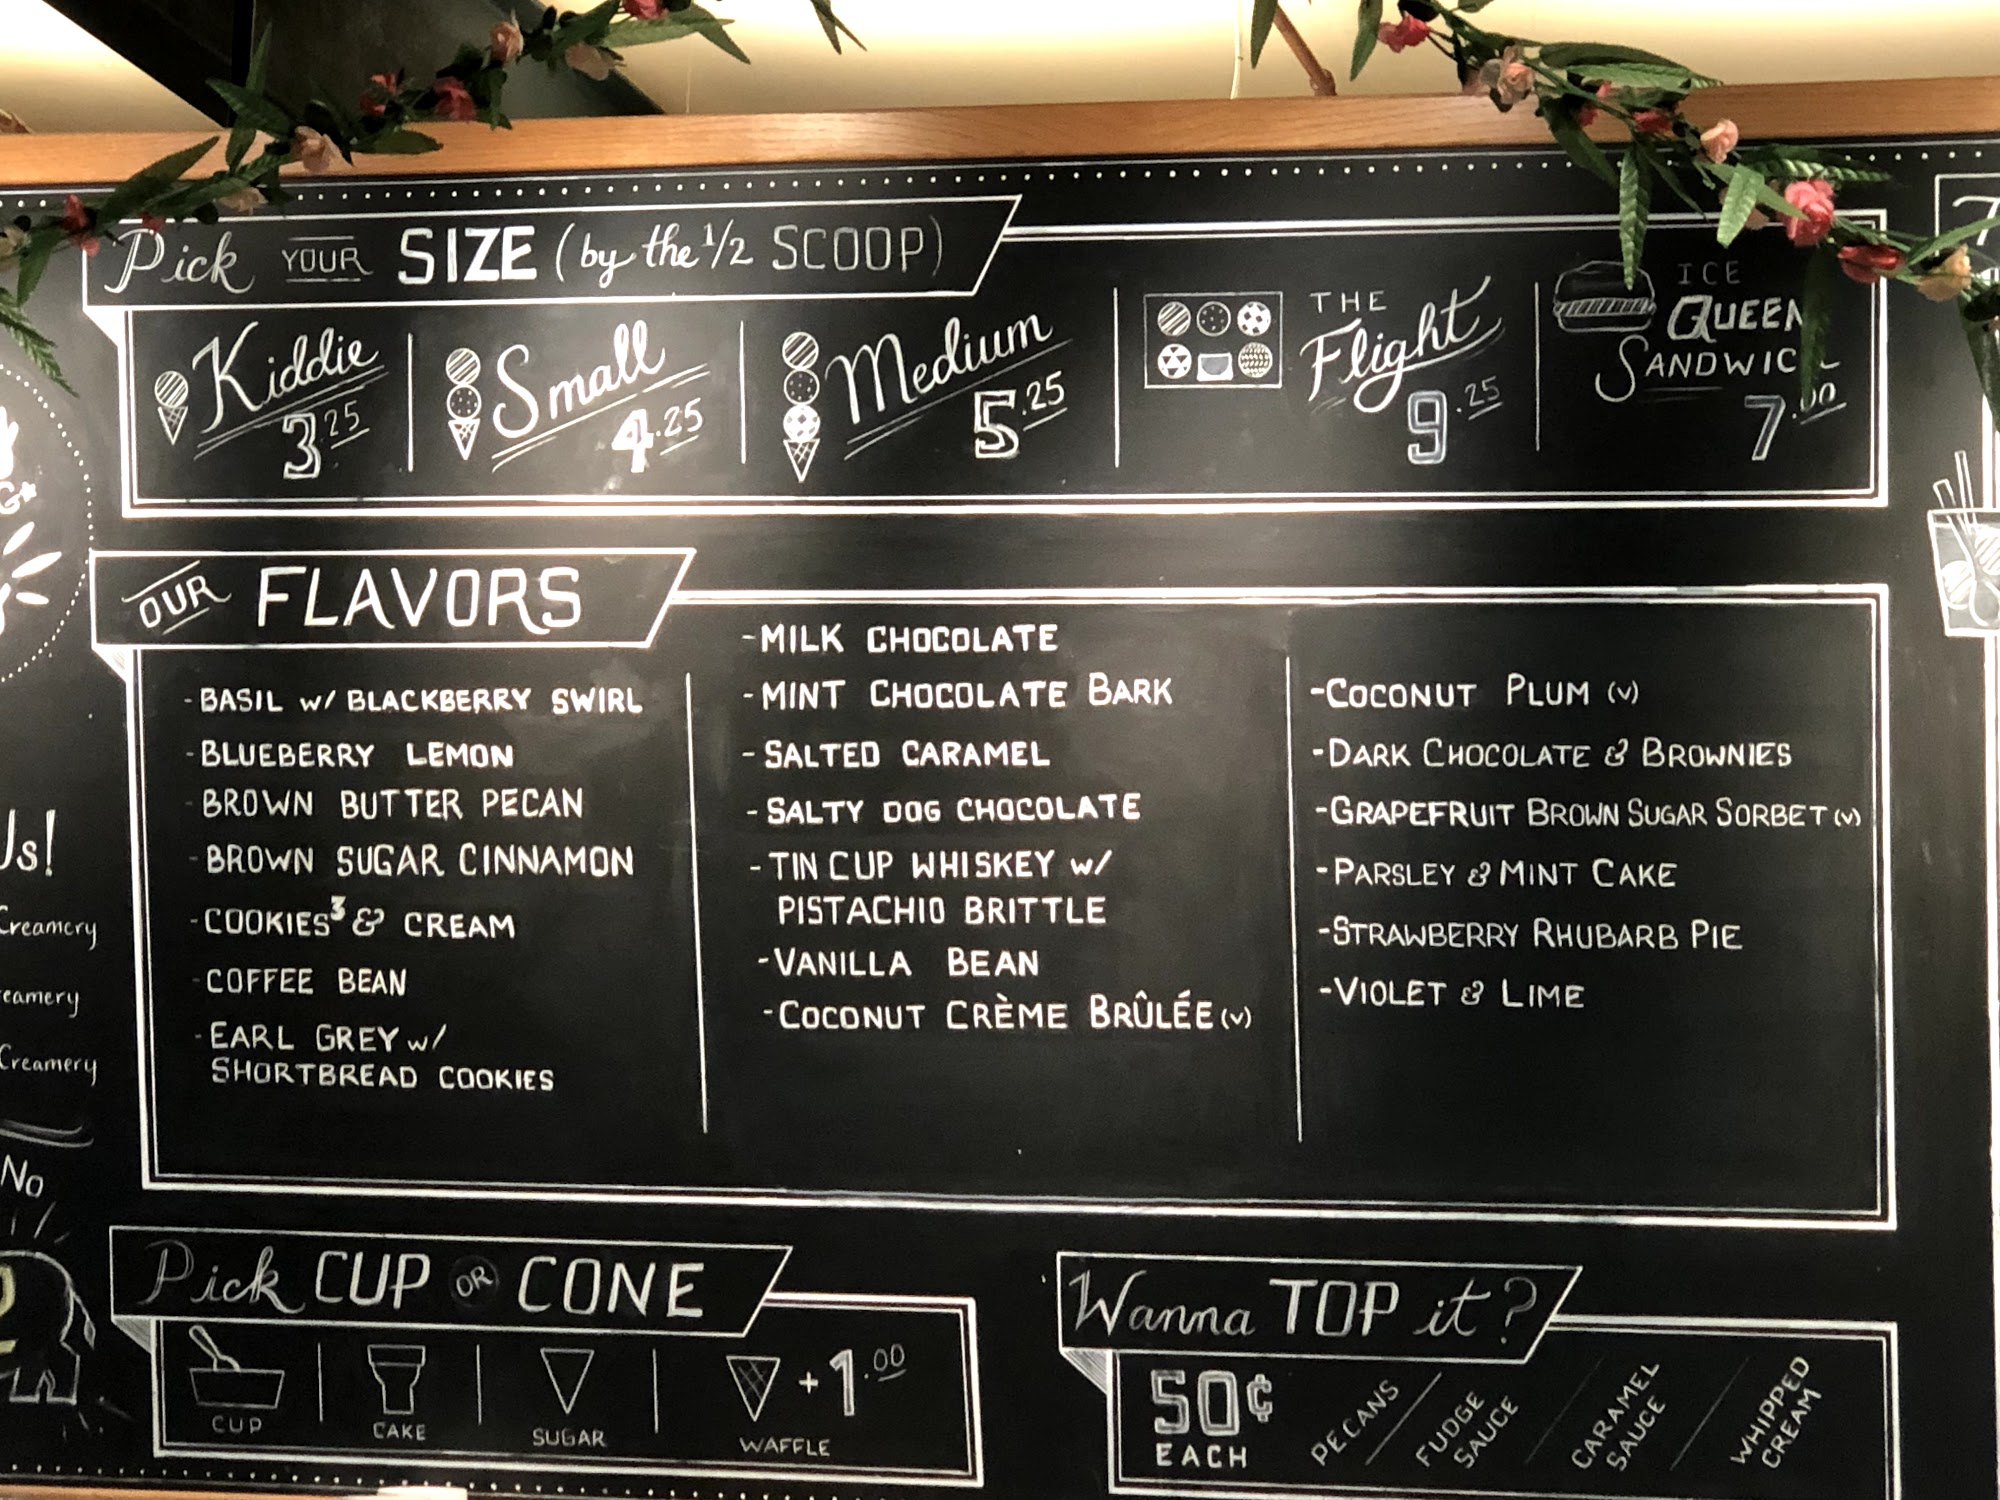 Pick YOUR SIZE (by the 1/2 SCOOP)
Kiddie
3.25
Small
4.25
Medium
5.25
THE
Flight
9.25
ICE
QUEEN
SANDWIC
7.00
OUR FLAVORS
-BASIL w/ BLACKBERRY SWIRL
-BLUEBERRY LEMON
-BROWN BUTTER PECAN
-BROWN SUGAR CINNAMON
-COOKIES³ & CREAM
-COFFEE BEAN
-EARL GREY w/
SHORTBREAD COOKIES
-MILK CHOCOLATE
-MINT CHOCOLATE BARK
-SALTED CARAMEL
-SALTY DOG CHOCOLATE
-TIN CUP WHISKEY w/
PISTACHIO BRITTLE
-VANILLA BEAN
-COCONUT CRÈME BRÛLÉE (v)
-COCONUT PLUM (v)
-DARK CHOCOLATE & BROWNIES
-GRAPEFRUIT BROWN SUGAR SORBET (v)
-PARSLEY & MINT CAKE
-STRAWBERRY RHUBARB PIE
-VIOLET & LIME
Us!
Creamery
eamery
Creamery
No
Pick CUP OR CONE
CUP
CAKE
SUGAR
WAFFLE
+1.00
Wanna TOP it?
50¢
EACH
PECANS
FUDGE
SAUCE
CARAMEL
SAUCE
WHIPPED
CREAM